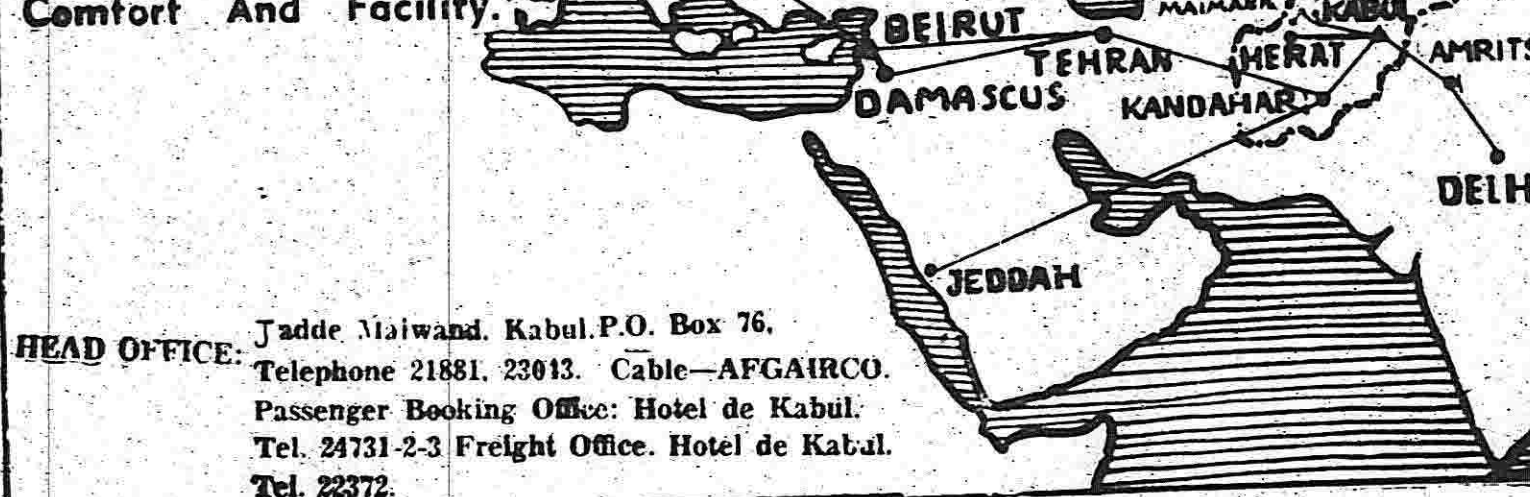 Comfort And Facility.
MAIMANA
KABUL
BEIRUT
TEHRAN
HERAT
AMRITS
DAMASCUS
KANDAHAR
DELH
JEDDAH
HEAD OFFICE: Jadde Maiwand. Kabul. P.O. Box 76,
Telephone 21881, 23013. Cable—AFGAIRCO.
Passenger Booking Office: Hotel de Kabul.
Tel. 24731-2-3 Freight Office. Hotel de Kabul.
Tel. 22372.